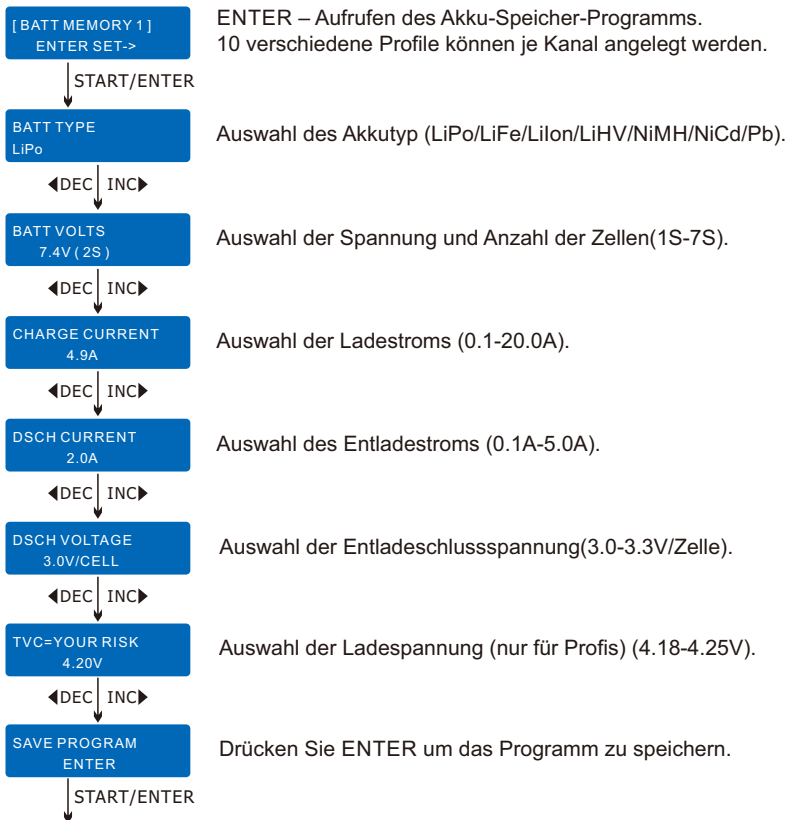 [ BATT MEMORY 1 ]
ENTER SET->
ENTER – Aufrufen des Akku-Speicher-Programms.
10 verschiedene Profile können je Kanal angelegt werden.
START/ENTER
BATT TYPE
LiPo
Auswahl des Akkutyp (LiPo/LiFe/LiIon/LiHV/NiMH/NiCd/Pb).
◀DEC INC▶
BATT VOLTS
7.4V ( 2S )
Auswahl der Spannung und Anzahl der Zellen(1S-7S).
◀DEC INC▶
CHARGE CURRENT
4.9A
Auswahl der Ladestroms (0.1-20.0A).
◀DEC INC▶
DSCH CURRENT
2.0A
Auswahl des Entladestroms (0.1A-5.0A).
◀DEC INC▶
DSCH VOLTAGE
3.0V/CELL
Auswahl der Entladeschlussspannung(3.0-3.3V/Zelle).
◀DEC INC▶
TVC=YOUR RISK
4.20V
Auswahl der Ladespannung (nur für Profis) (4.18-4.25V).
◀DEC INC▶
SAVE PROGRAM
ENTER
Drücken Sie ENTER um das Programm zu speichern.
START/ENTER